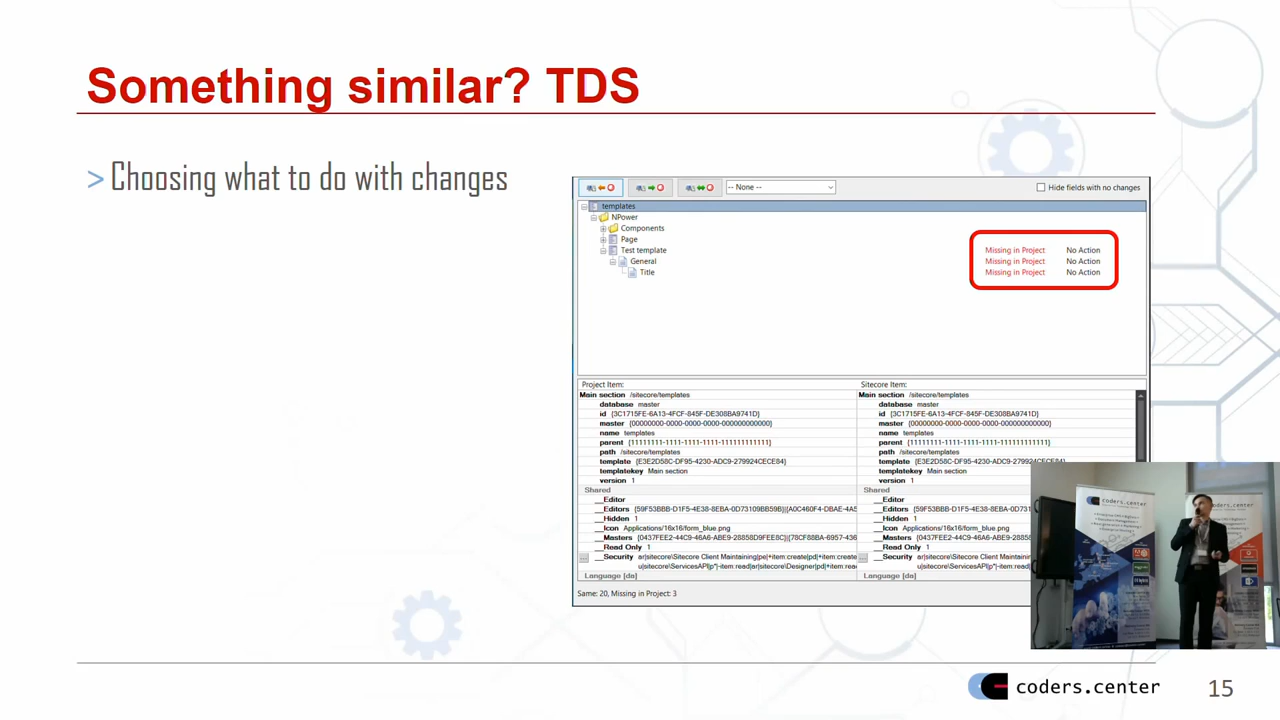 Something similar? TDS
> Choosing what to do with changes
-- None --
Hide fields with no changes
templates
NPower
Components
Page
Test template
General
Title
Missing in Project No Action
Missing in Project No Action
Missing in Project No Action
Project Item:
Main section /sitecore/templates
database master
id {3C1715FE-6A13-4FCF-845F-DE308BA9741D}
master {00000000-0000-0000-0000-000000000000}
name templates
parent {11111111-1111-1111-1111-111111111111}
path /sitecore/templates
template {E3E2D58C-DF95-4230-ADC9-279924CECE84}
templatekey Main section
version 1
Shared
__Editor
__Editors {59F53BBB-D1F5-4E38-8EBA-0D73109BB59B}|{A0C460F4-DBAE-4A5
__Hidden 1
__Icon Applications/16x16/form_blue.png
__Masters {0437FEE2-44C9-46A6-ABE9-28858D9FEE8C}|{78CF88BA-6957-436
__Read Only 1
__Security ar|sitecore\Sitecore Client Maintaining|pe|+item:create|pd|+item:create
u|sitecore\ServicesAPI|p*|-item:read|ar|sitecore\Designer|pd|+item:rea
Language [da]
Sitecore Item:
Main section /sitecore/templates
database master
id {3C1715FE-6A13-4FCF-845F-DE308BA9741D}
master {00000000-0000-0000-0000-000000000000}
name templates
parent {11111111-1111-1111-1111-111111111111}
path /sitecore/templates
template {E3E2D58C-DF95-4230-ADC9-279924CECE84}
templatekey Main section
version 1
Shared
__Editor
__Editors {59F53BBB-D1F5-4E38-8EBA-0D731
__Hidden 1
__Icon Applications/16x16/form_blue.png
__Masters {0437FEE2-44C9-46A6-ABE9-28858
__Read Only 1
__Security ar|sitecore\Sitecore Client Maintainin
u|sitecore\ServicesAPI|p*|-item:read
Language [da]
Same: 20, Missing in Project: 3
coders.center
coders.center
coders.center
15